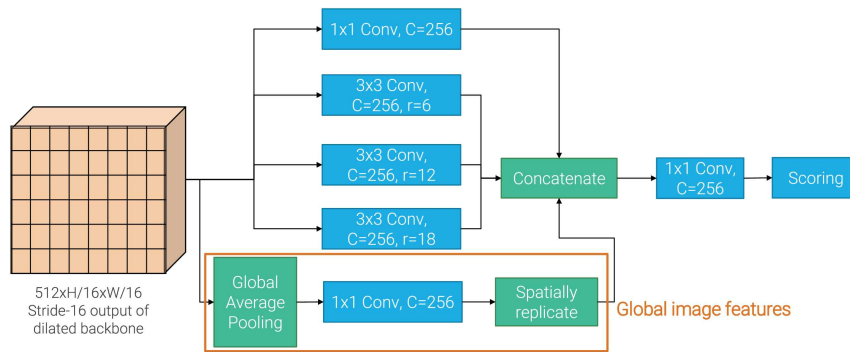 1x1 Conv, C=256
3x3 Conv,
C=256, r=6
3x3 Conv,
C=256, r=12
3x3 Conv,
C=256, r=18
Concatenate
1x1 Conv,
C=256
Scoring
512xH/16xW/16
Stride-16 output of
dilated backbone
Global
Average
Pooling
1x1 Conv, C=256
Spatially
replicate
Global image features